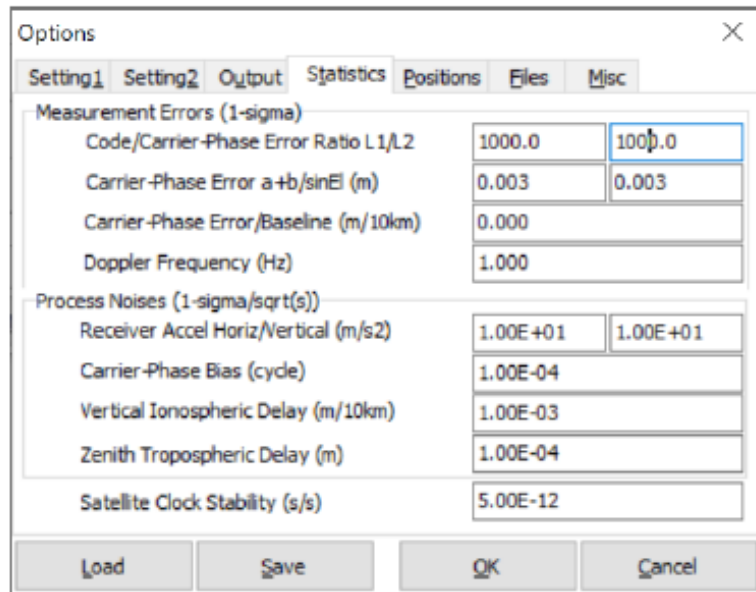 Options
Setting1 Setting2 Output Statistics Positions Files Misc
Measurement Errors (1-sigma)
Code/Carrier-Phase Error Ratio L1/L2 1000.0 1000.0
Carrier-Phase Error a+b/sinEl (m) 0.003 0.003
Carrier-Phase Error/Baseline (m/10km) 0.000
Doppler Frequency (Hz) 1.000
Process Noises (1-sigma/sqrt(s))
Receiver Accel Horiz/Vertical (m/s2) 1.00E+01 1.00E+01
Carrier-Phase Bias (cycle) 1.00E-04
Vertical Ionospheric Delay (m/10km) 1.00E-03
Zenith Tropospheric Delay (m) 1.00E-04
Satellite Clock Stability (s/s) 5.00E-12
Load Save OK Cancel